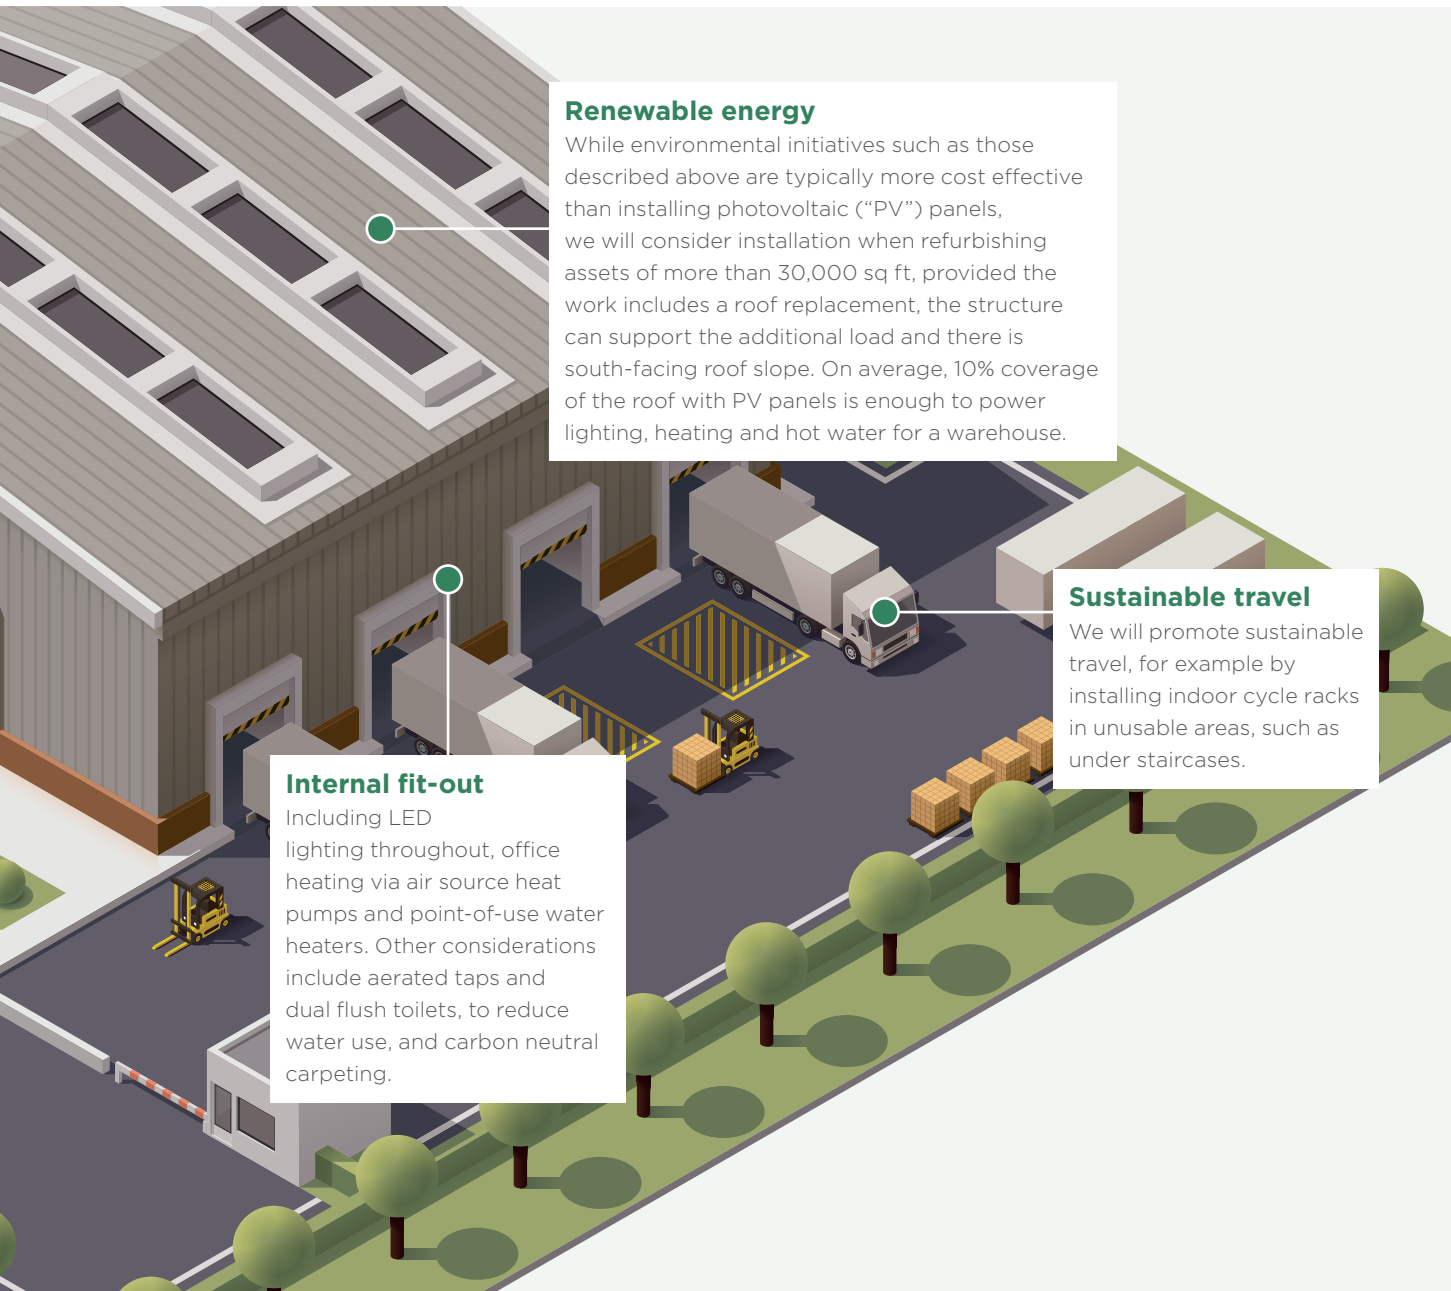 Renewable energy
While environmental initiatives such as those
described above are typically more cost effective
than installing photovoltaic (“PV”) panels,
we will consider installation when refurbishing
assets of more than 30,000 sq ft, provided the
work includes a roof replacement, the structure
can support the additional load and there is
south-facing roof slope. On average, 10% coverage
of the roof with PV panels is enough to power
lighting, heating and hot water for a warehouse.
Sustainable travel
We will promote sustainable
travel, for example by
installing indoor cycle racks
in unusable areas, such as
under staircases.
Internal fit-out
Including LED
lighting throughout, office
heating via air source heat
pumps and point-of-use water
heaters. Other considerations
include aerated taps and
dual flush toilets, to reduce
water use, and carbon neutral
carpeting.